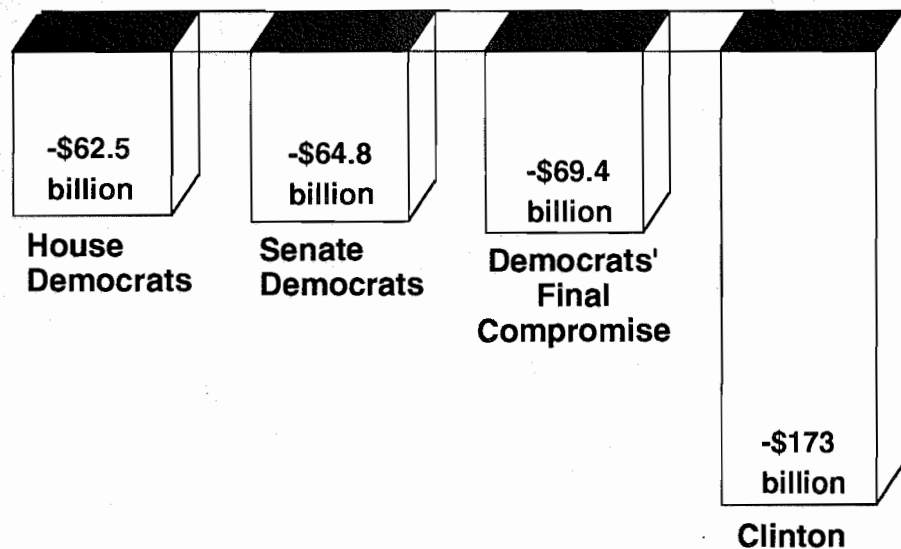 -$62.5
billion
House
Democrats
-$64.8
billion
Senate
Democrats
-$69.4
billion
Democrats'
Final
Compromise
-$173
billion
Clinton